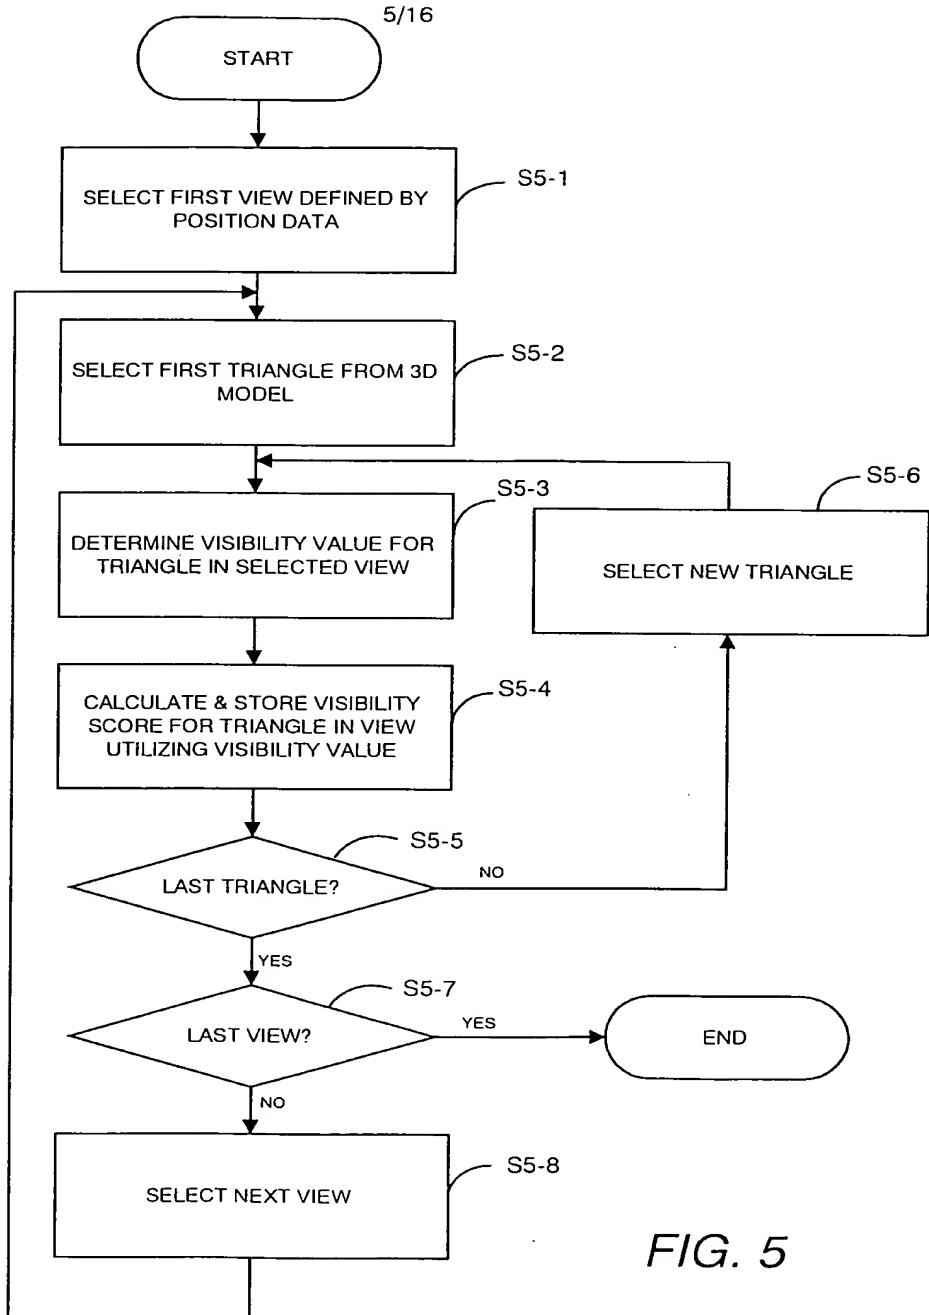 5/16
START
SELECT FIRST VIEW DEFINED BY
POSITION DATA
S5-1
SELECT FIRST TRIANGLE FROM 3D
MODEL
S5-2
DETERMINE VISIBILITY VALUE FOR
TRIANGLE IN SELECTED VIEW
S5-3
S5-6
SELECT NEW TRIANGLE
CALCULATE & STORE VISIBILITY
SCORE FOR TRIANGLE IN VIEW
UTILIZING VISIBILITY VALUE
S5-4
S5-5
LAST TRIANGLE?
NO
YES
S5-7
LAST VIEW?
YES
END
NO
SELECT NEXT VIEW
S5-8
FIG. 5